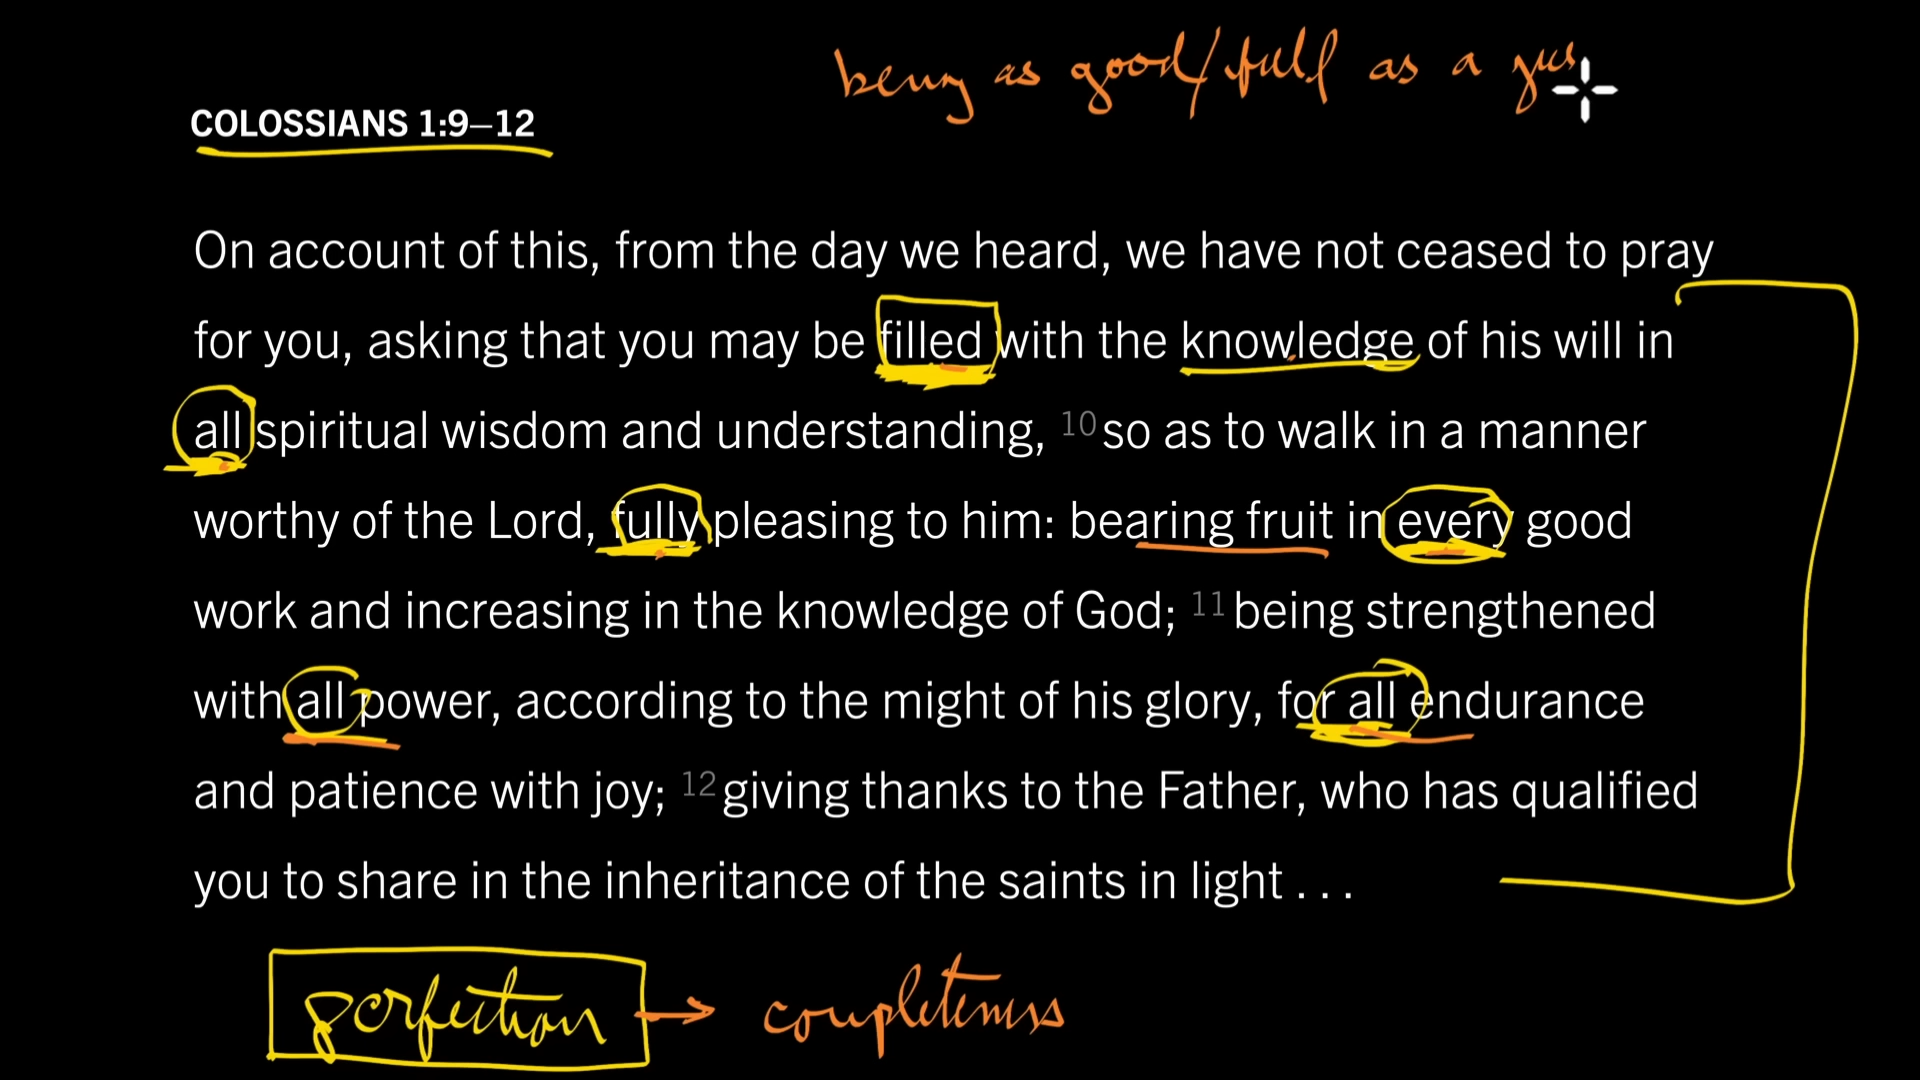 being as good/full as a
COLOSSIANS 1:9–12
On account of this, from the day we heard, we have not ceased to pray
for you, asking that you may be filled with the knowledge of his will in
all spiritual wisdom and understanding, 10 so as to walk in a manner
worthy of the Lord, fully pleasing to him: bearing fruit in every good
work and increasing in the knowledge of God; 11 being strengthened
with all power, according to the might of his glory, for all endurance
and patience with joy; 12 giving thanks to the Father, who has qualified
you to share in the inheritance of the saints in light . . .
perfection → completeness